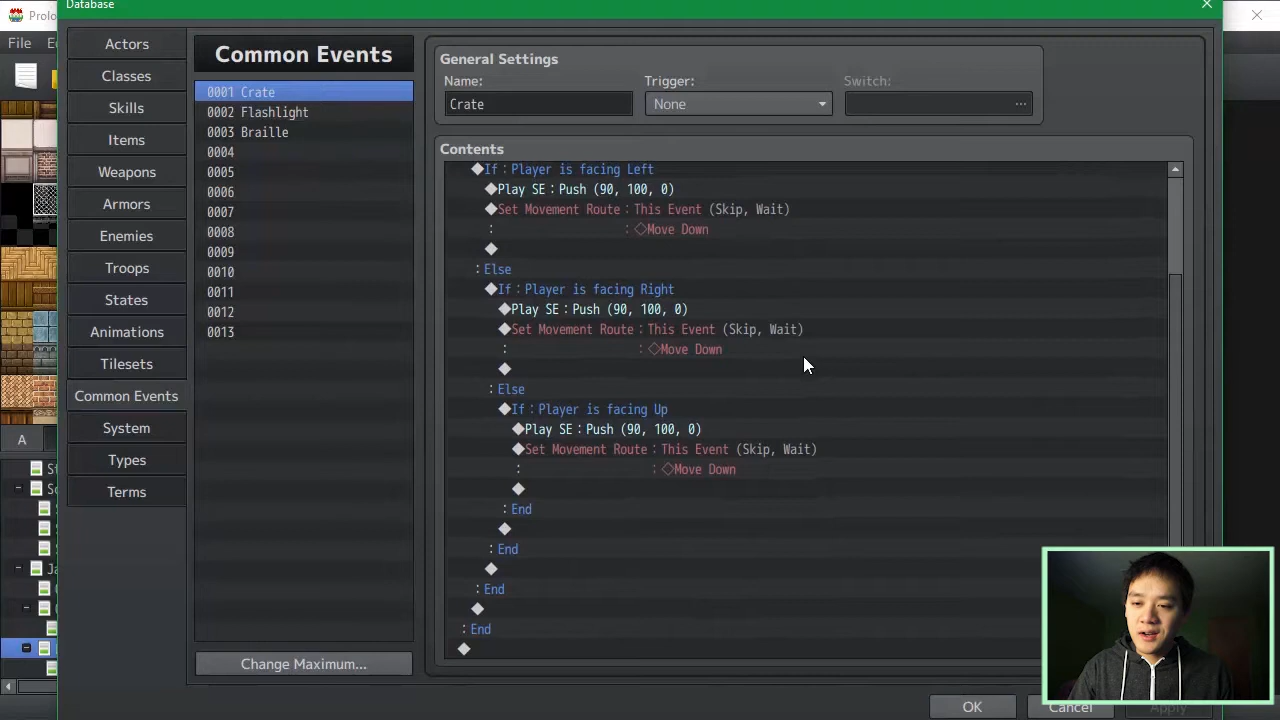 Database
Prolo
File
Actors
Classes
Skills
Items
Weapons
Armors
Enemies
Troops
States
Animations
Tilesets
Common Events
System
Types
Terms
A
Common Events
0001 Crate
0002 Flashlight
0003 Braille
0004
0005
0006
0007
0008
0009
0010
0011
0012
0013
Change Maximum...
General Settings
Name:
Trigger:
Switch:
Crate
None
...
Contents
◆If：Player is facing Left
◆Play SE：Push (90, 100, 0)
◆Set Movement Route：This Event (Skip, Wait)
：　：◇Move Down
◆
：Else
◆If：Player is facing Right
◆Play SE：Push (90, 100, 0)
◆Set Movement Route：This Event (Skip, Wait)
：　：◇Move Down
◆
：Else
◆If：Player is facing Up
◆Play SE：Push (90, 100, 0)
◆Set Movement Route：This Event (Skip, Wait)
：　：◇Move Down
◆
：End
◆
：End
◆
：End
◆
：End
◆
OK
Cancel
Apply